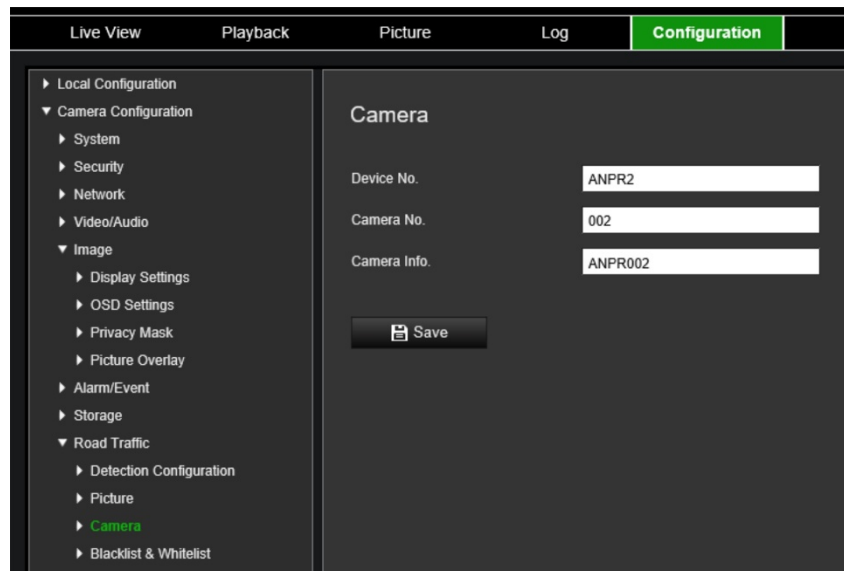 Live View Playback Picture Log Configuration
Local Configuration
Camera Configuration
System
Security
Network
Video/Audio
Image
Display Settings
OSD Settings
Privacy Mask
Picture Overlay
Alarm/Event
Storage
Road Traffic
Detection Configuration
Picture
Camera
Blacklist & Whitelist
Camera
Device No. ANPR2
Camera No. 002
Camera Info. ANPR002
Save